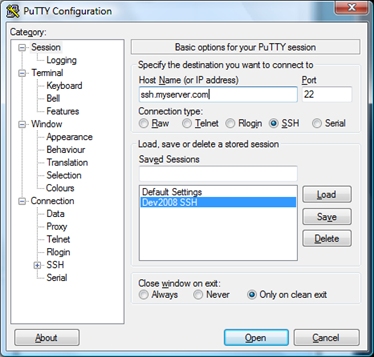 PuTTY Configuration
Category:
Session
Logging
Terminal
Keyboard
Bell
Features
Window
Appearance
Behaviour
Translation
Selection
Colours
Connection
Data
Proxy
Telnet
Rlogin
SSH
Serial
Basic options for your PuTTY session
Specify the destination you want to connect to
Host Name (or IP address) Port
ssh.myserver.com 22
Connection type:
Raw Telnet Rlogin SSH Serial
Load, save or delete a stored session
Saved Sessions
Default Settings
Dev2008 SSH
Load
Save
Delete
Close window on exit:
Always Never Only on clean exit
About Open Cancel